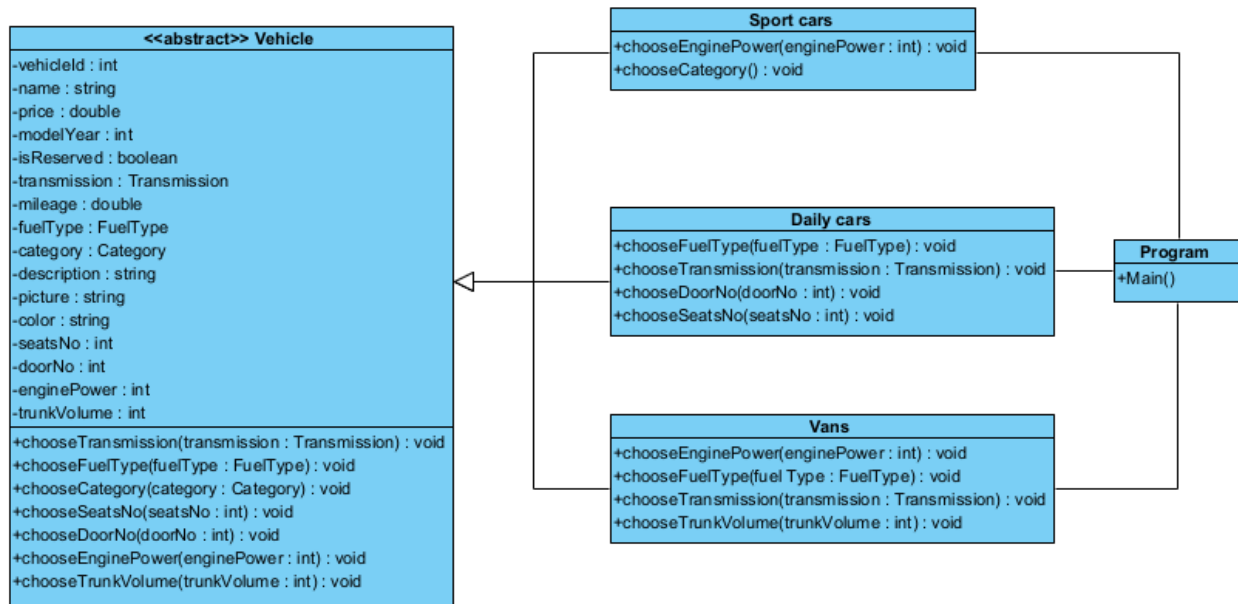 <<abstract>> Vehicle
-vehicleId : int
-name : string
-price : double
-modelYear : int
-isReserved : boolean
-transmission : Transmission
-mileage : double
-fuelType : FuelType
-category : Category
-description : string
-picture : string
-color : string
-seatsNo : int
-doorNo : int
-enginePower : int
-trunkVolume : int
+chooseTransmission(transmission : Transmission) : void
+chooseFuelType(fuelType : FuelType) : void
+chooseCategory(category : Category) : void
+chooseSeatsNo(seatsNo : int) : void
+chooseDoorNo(doorNo : int) : void
+chooseEnginePower(enginePower : int) : void
+chooseTrunkVolume(trunkVolume : int) : void
Sport cars
+chooseEnginePower(enginePower : int) : void
+chooseCategory() : void
Daily cars
+chooseFuelType(fuelType : FuelType) : void
+chooseTransmission(transmission : Transmission) : void
+chooseDoorNo(doorNo : int) : void
+chooseSeatsNo(seatsNo : int) : void
Vans
+chooseEnginePower(enginePower : int) : void
+chooseFuelType(fuel Type : FuelType) : void
+chooseTransmission(transmission : Transmission) : void
+chooseTrunkVolume(trunkVolume : int) : void
Program
+Main()